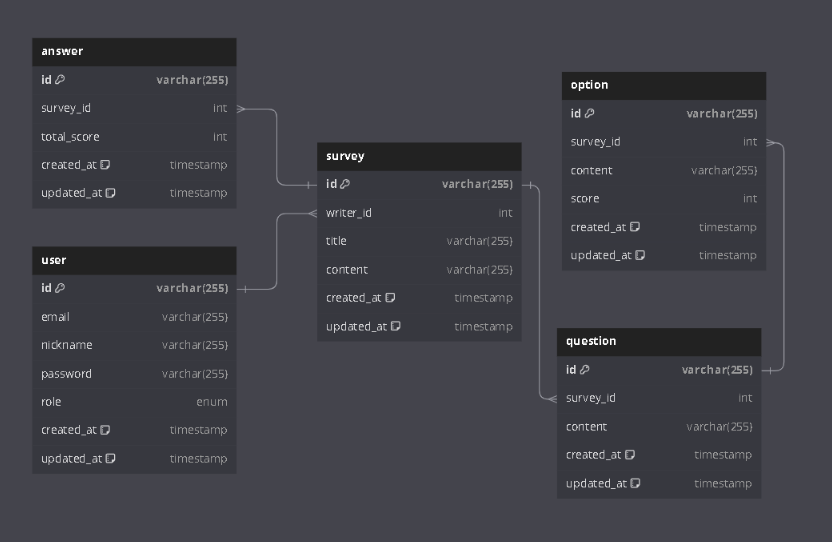 answer
id varchar(255)
survey_id int
total_score int
created_at timestamp
updated_at timestamp
user
id varchar(255)
email varchar(255)
nickname varchar(255)
password varchar(255)
role enum
created_at timestamp
updated_at timestamp
survey
id varchar(255)
writer_id int
title varchar(255)
content varchar(255)
created_at timestamp
updated_at timestamp
option
id varchar(255)
survey_id int
content varchar(255)
score int
created_at timestamp
updated_at timestamp
question
id varchar(255)
survey_id int
content varchar(255)
created_at timestamp
updated_at timestamp